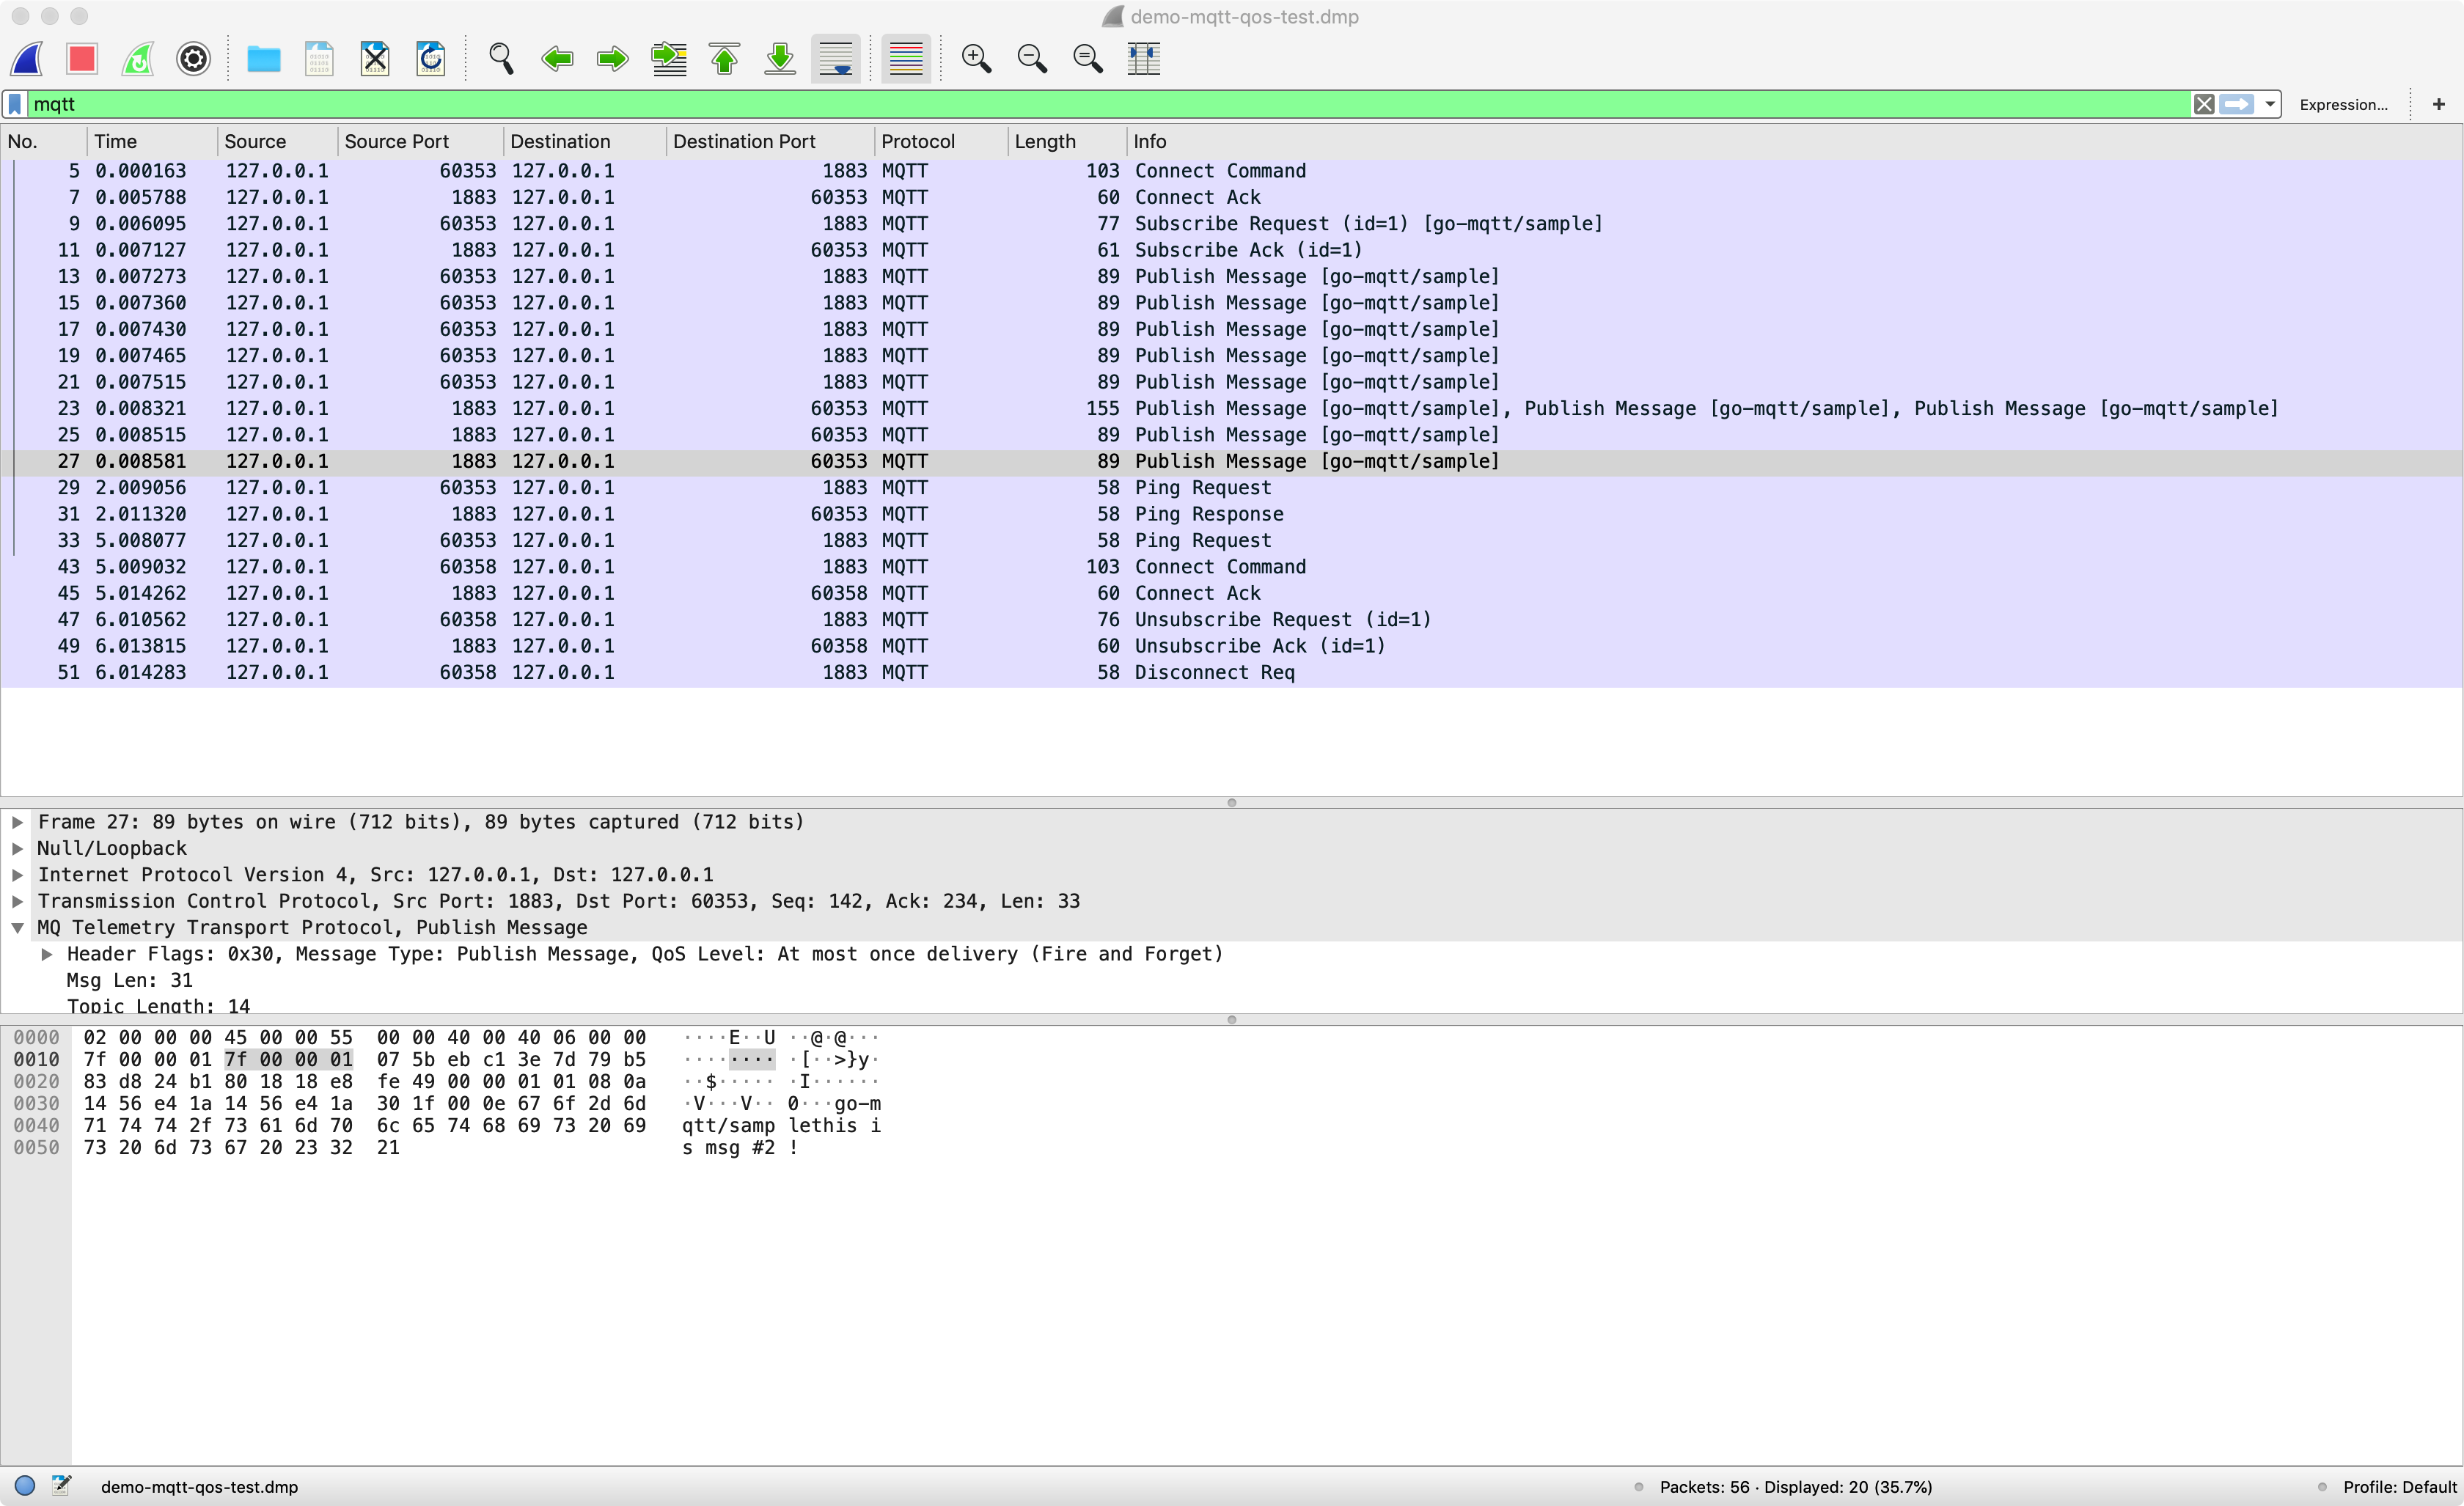 demo-mqtt-qos-test.dmp
mqtt Expression... +
No. Time Source Source Port Destination Destination Port Protocol Length Info
5 0.000163 127.0.0.1 60353 127.0.0.1 1883 MQTT 103 Connect Command
7 0.005788 127.0.0.1 1883 127.0.0.1 60353 MQTT 60 Connect Ack
9 0.006095 127.0.0.1 60353 127.0.0.1 1883 MQTT 77 Subscribe Request (id=1) [go-mqtt/sample]
11 0.007127 127.0.0.1 1883 127.0.0.1 60353 MQTT 61 Subscribe Ack (id=1)
13 0.007273 127.0.0.1 60353 127.0.0.1 1883 MQTT 89 Publish Message [go-mqtt/sample]
15 0.007360 127.0.0.1 60353 127.0.0.1 1883 MQTT 89 Publish Message [go-mqtt/sample]
17 0.007430 127.0.0.1 60353 127.0.0.1 1883 MQTT 89 Publish Message [go-mqtt/sample]
19 0.007465 127.0.0.1 60353 127.0.0.1 1883 MQTT 89 Publish Message [go-mqtt/sample]
21 0.007515 127.0.0.1 60353 127.0.0.1 1883 MQTT 89 Publish Message [go-mqtt/sample]
23 0.008321 127.0.0.1 1883 127.0.0.1 60353 MQTT 155 Publish Message [go-mqtt/sample], Publish Message [go-mqtt/sample], Publish Message [go-mqtt/sample]
25 0.008515 127.0.0.1 1883 127.0.0.1 60353 MQTT 89 Publish Message [go-mqtt/sample]
27 0.008581 127.0.0.1 1883 127.0.0.1 60353 MQTT 89 Publish Message [go-mqtt/sample]
29 2.009056 127.0.0.1 60353 127.0.0.1 1883 MQTT 58 Ping Request
31 2.011320 127.0.0.1 1883 127.0.0.1 60353 MQTT 58 Ping Response
33 5.008077 127.0.0.1 60353 127.0.0.1 1883 MQTT 58 Ping Request
43 5.009032 127.0.0.1 60358 127.0.0.1 1883 MQTT 103 Connect Command
45 5.014262 127.0.0.1 1883 127.0.0.1 60358 MQTT 60 Connect Ack
47 6.010562 127.0.0.1 60358 127.0.0.1 1883 MQTT 76 Unsubscribe Request (id=1)
49 6.013815 127.0.0.1 1883 127.0.0.1 60358 MQTT 60 Unsubscribe Ack (id=1)
51 6.014283 127.0.0.1 60358 127.0.0.1 1883 MQTT 58 Disconnect Req
Frame 27: 89 bytes on wire (712 bits), 89 bytes captured (712 bits)
Null/Loopback
Internet Protocol Version 4, Src: 127.0.0.1, Dst: 127.0.0.1
Transmission Control Protocol, Src Port: 1883, Dst Port: 60353, Seq: 142, Ack: 234, Len: 33
MQ Telemetry Transport Protocol, Publish Message
Header Flags: 0x30, Message Type: Publish Message, QoS Level: At most once delivery (Fire and Forget)
Msg Len: 31
Topic Length: 14
0000 02 00 00 00 45 00 00 55 00 00 40 00 40 06 00 00 ····E··U ··@·@···
0010 7f 00 00 01 7f 00 00 01 07 5b eb c1 3e 7d 79 b5 ········ ·[··>}y·
0020 83 d8 24 b1 80 18 18 e8 fe 49 00 00 01 01 08 0a ··$····· ·I······
0030 14 56 e4 1a 14 56 e4 1a 30 1f 00 0e 67 6f 2d 6d ·V···V·· 0···go-m
0040 71 74 74 2f 73 61 6d 70 6c 65 74 68 69 73 20 69 qtt/samp lethis i
0050 73 20 6d 73 67 20 23 32 21 s msg #2 !
demo-mqtt-qos-test.dmp Packets: 56 · Displayed: 20 (35.7%) Profile: Default